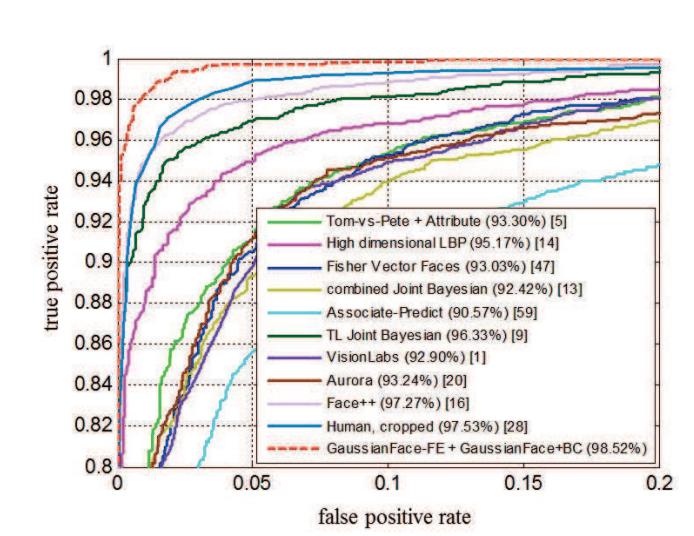 1
0.98
0.96
0.94
0.92
0.9
0.88
0.86
0.84
0.82
0.8
true positive rate
Tom-vs-Pete + Attribute (93.30%) [5]
High dimensional LBP (95.17%) [14]
Fisher Vector Faces (93.03%) [47]
combined Joint Bayesian (92.42%) [13]
Associate-Predict (90.57%) [59]
TL Joint Bayesian (96.33%) [9]
VisionLabs (92.90%) [1]
Aurora (93.24%) [20]
Face++ (97.27%) [16]
Human, cropped (97.53%) [28]
GaussianFace-FE + GaussianFace+BC (98.52%)
0 0.05 0.1 0.15 0.2
false positive rate